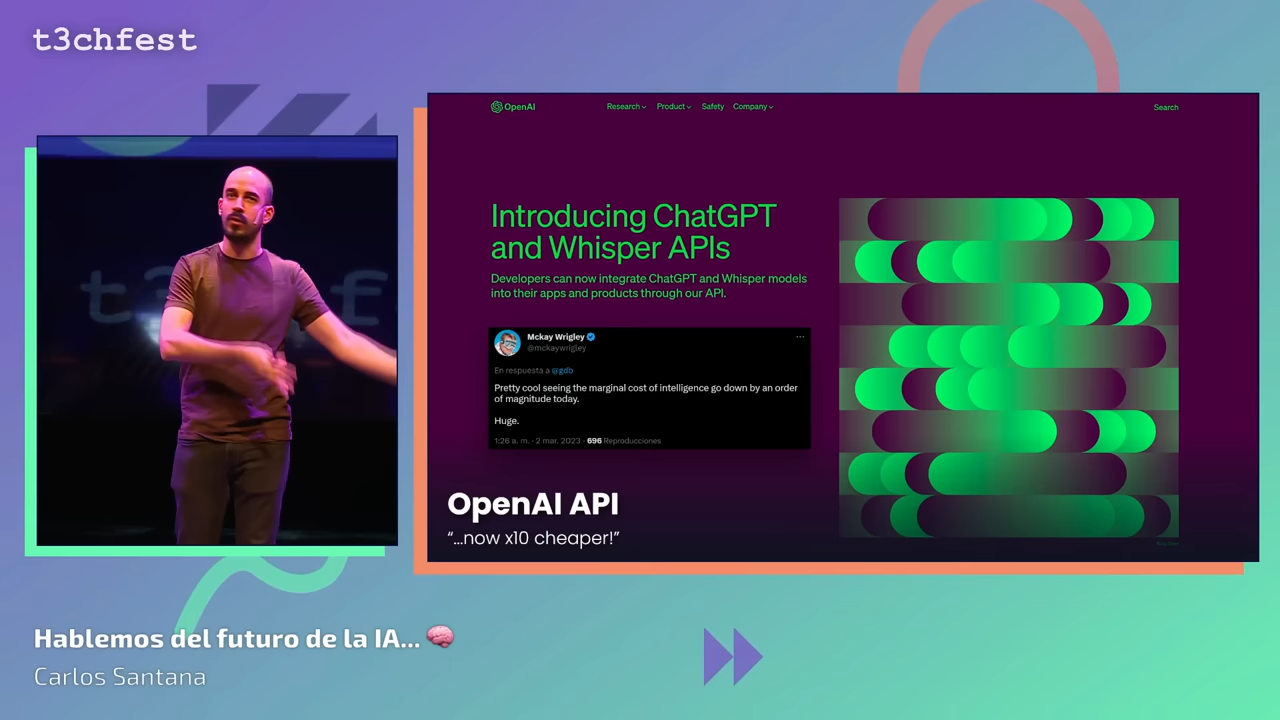 t3chfest
OpenAI
Research
Product
Safety
Company
Search
Introducing ChatGPT
and Whisper APIs
Developers can now integrate ChatGPT and Whisper models
into their apps and products through our API.
Mckay Wrigley
@mckaywrigley
En respuesta a @gdb
Pretty cool seeing the marginal cost of intelligence go down by an order
of magnitude today.
Huge.
1:26 a. m. · 2 mar. 2023 · 696 Reproducciones
OpenAI API
“...now x10 cheaper!”
Hablemos del futuro de la IA...
Carlos Santana